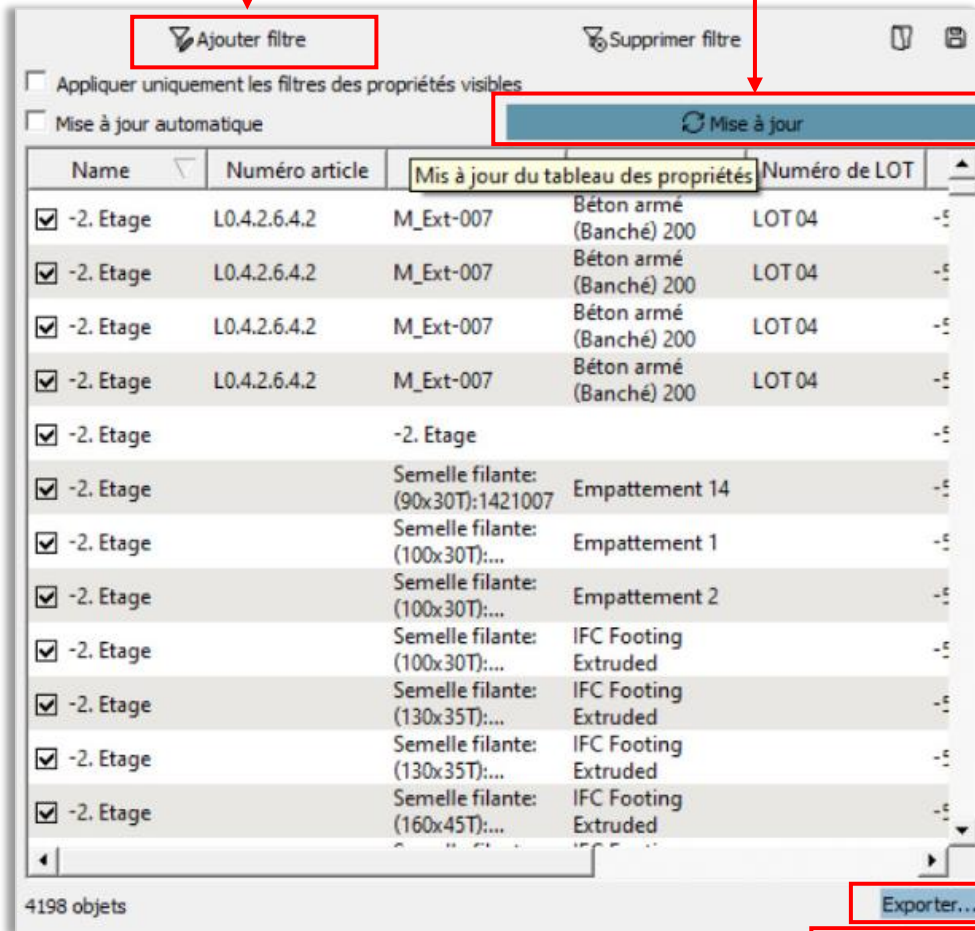 Ajouter filtre Supprimer filtre
Appliquer uniquement les filtres des propriétés visibles
Mise à jour automatique Mise à jour
Name Numéro article Mis à jour du tableau des propriétés Numéro de LOT
-2. Etage L0.4.2.6.4.2 M_Ext-007 Béton armé (Banché) 200 LOT 04
-2. Etage L0.4.2.6.4.2 M_Ext-007 Béton armé (Banché) 200 LOT 04
-2. Etage L0.4.2.6.4.2 M_Ext-007 Béton armé (Banché) 200 LOT 04
-2. Etage L0.4.2.6.4.2 M_Ext-007 Béton armé (Banché) 200 LOT 04
-2. Etage -2. Etage
-2. Etage Semelle filante: (90x30T):1421007 Empattement 14
-2. Etage Semelle filante: (100x30T):... Empattement 1
-2. Etage Semelle filante: (100x30T):... Empattement 2
-2. Etage Semelle filante: (100x30T):... IFC Footing Extruded
-2. Etage Semelle filante: (130x35T):... IFC Footing Extruded
-2. Etage Semelle filante: (130x35T):... IFC Footing Extruded
-2. Etage Semelle filante: (160x45T):... IFC Footing Extruded
4198 objets Exporter...